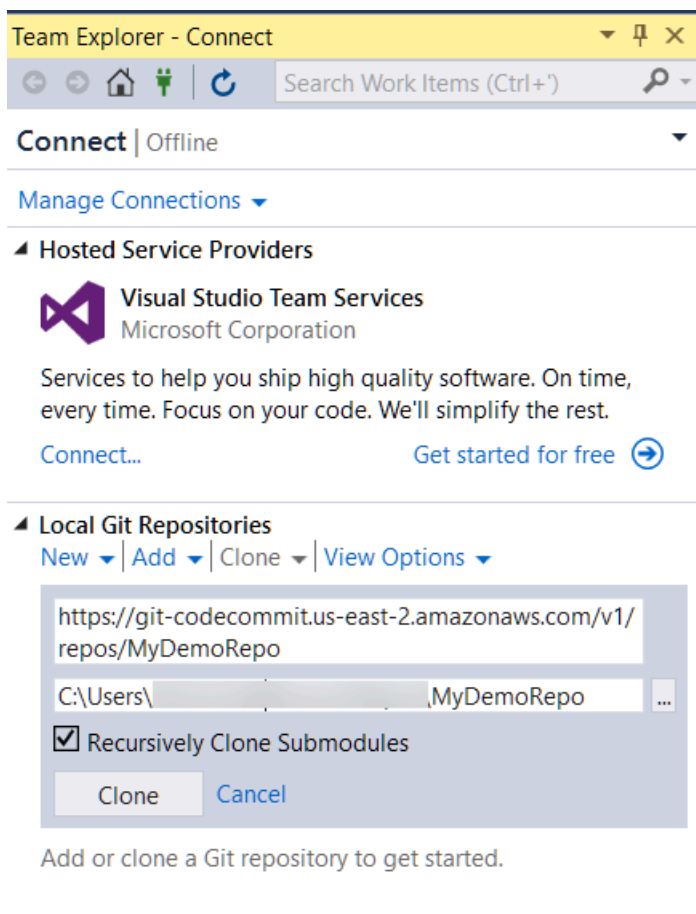 Team Explorer - Connect
Search Work Items (Ctrl+')
Connect | Offline
Manage Connections
Hosted Service Providers
Visual Studio Team Services
Microsoft Corporation
Services to help you ship high quality software. On time,
every time. Focus on your code. We'll simplify the rest.
Connect... Get started for free
Local Git Repositories
New Add Clone View Options
https://git-codecommit.us-east-2.amazonaws.com/v1/
repos/MyDemoRepo
C:\Users\ \MyDemoRepo ...
Recursively Clone Submodules
Clone Cancel
Add or clone a Git repository to get started.